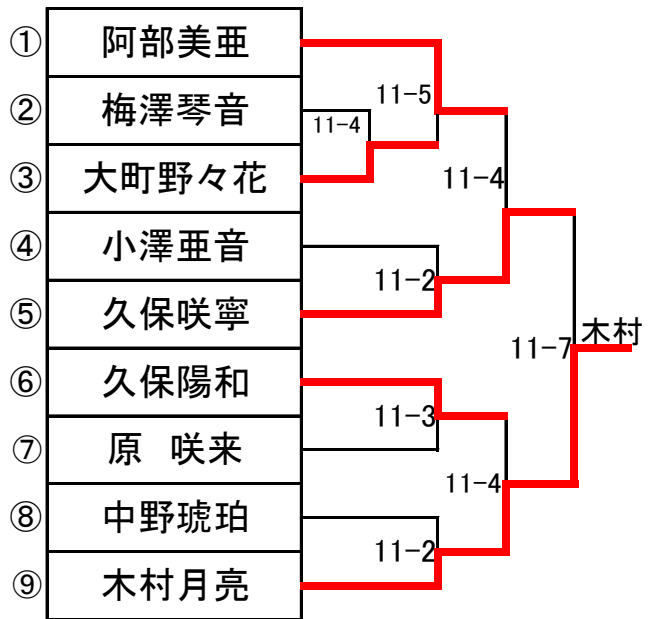 ① 阿部美亜
② 梅澤琴音
③ 大町野々花
④ 小澤亜音
⑤ 久保咲寧
⑥ 久保陽和
⑦ 原 咲来
⑧ 中野琥珀
⑨ 木村月亮
11-4
11-5
11-2
11-3
11-2
11-4
11-4
11-7
木村